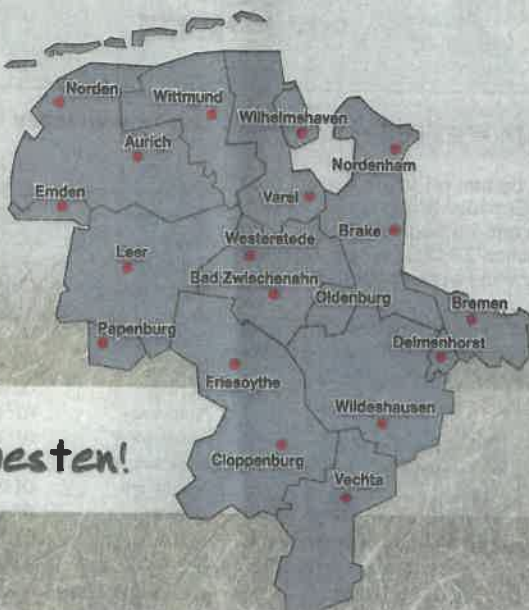 Norden
Wittmund
Wilhelmshaven
Aurich
Nordenham
Emden
Varel
Brake
Westerstede
Leer
Bad Zwischenahn
Oldenburg
Bremen
Papenburg
Delmenhorst
Friesoythe
Wildeshausen
esten!
Cloppenburg
Vechta